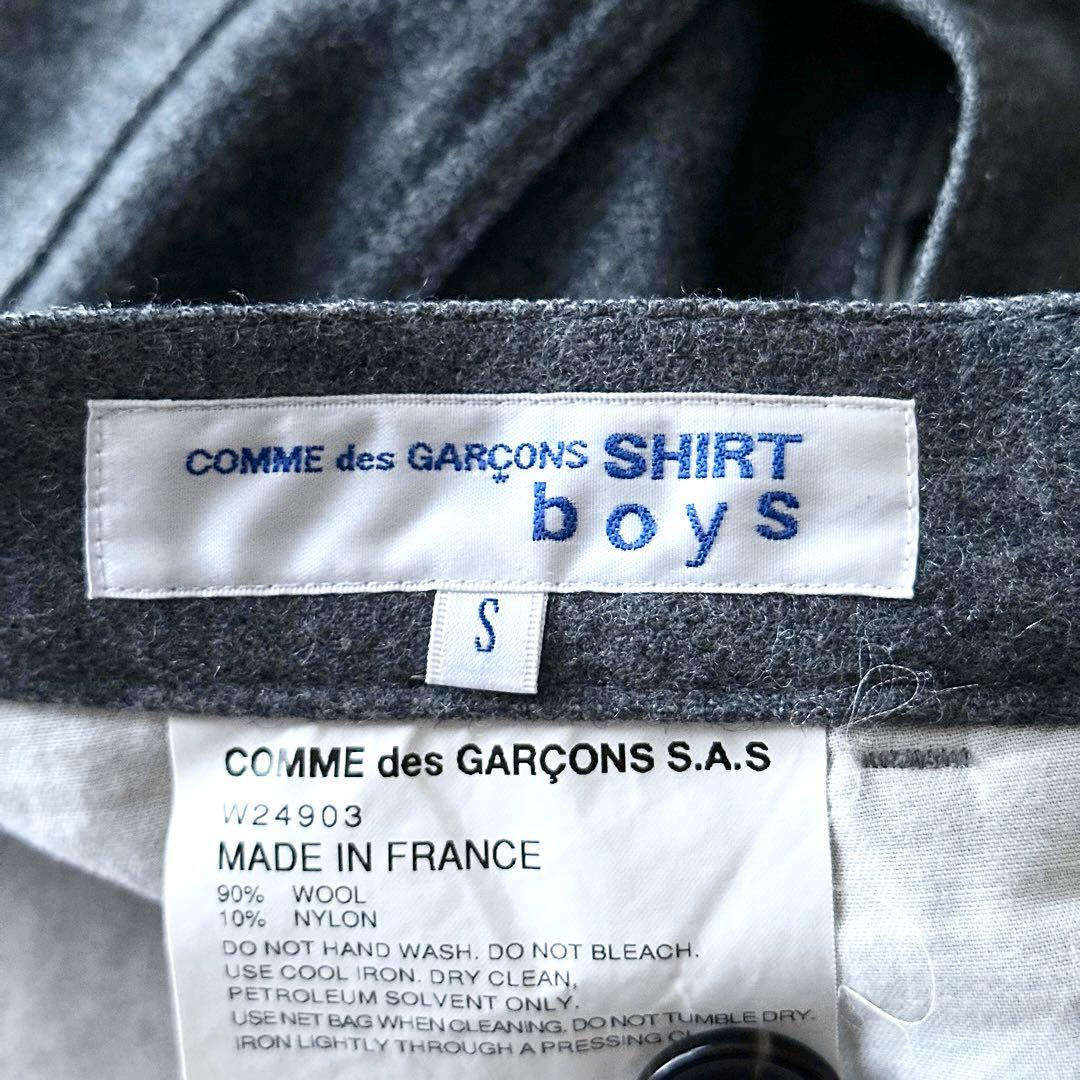 COMME des GARÇONS SHIRT
boys
S
COMME des GARÇONS S.A.S
W24903
MADE IN FRANCE
90% WOOL
10% NYLON
DO NOT HAND WASH. DO NOT BLEACH.
USE COOL IRON. DRY CLEAN,
PETROLEUM SOLVENT ONLY.
USE NET BAG WHEN CLEANING. DO NOT TUMBLE DRY.
IRON LIGHTLY THROUGH A PRESSING